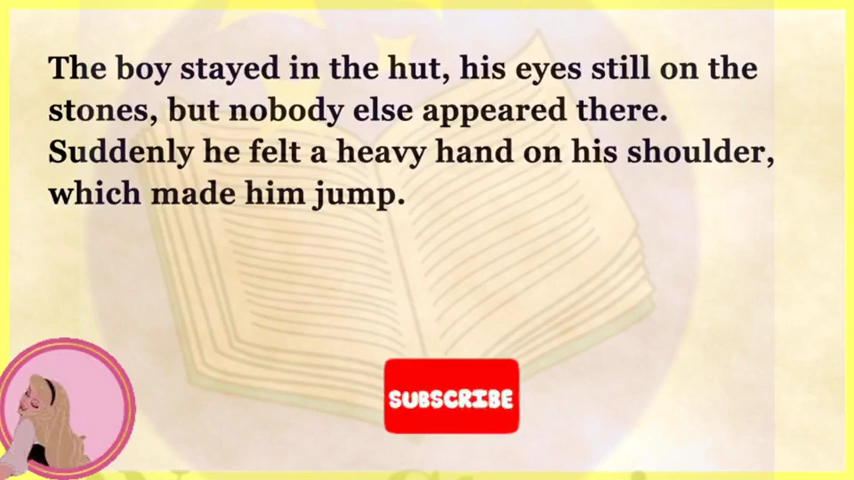 The boy stayed in the hut, his eyes still on the
stones, but nobody else appeared there.
Suddenly he felt a heavy hand on his shoulder,
which made him jump.
SUBSCRIBE